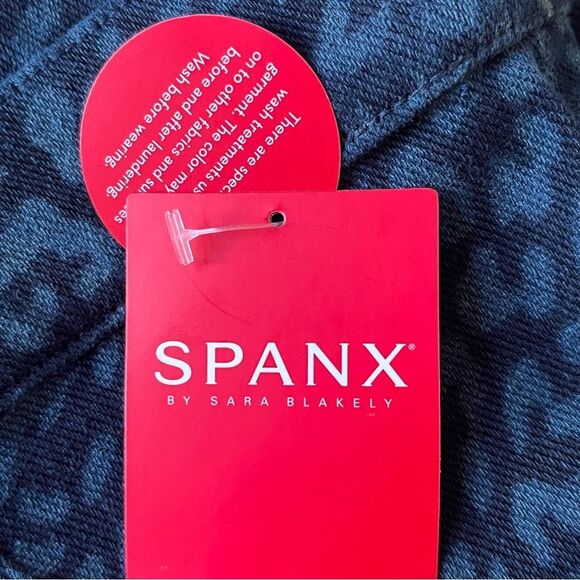 There are
wash treatments
garment. The color may
on to other fabrics and
before and after laundering.
Wash before wearing.
SPANX®
BY SARA BLAKELY